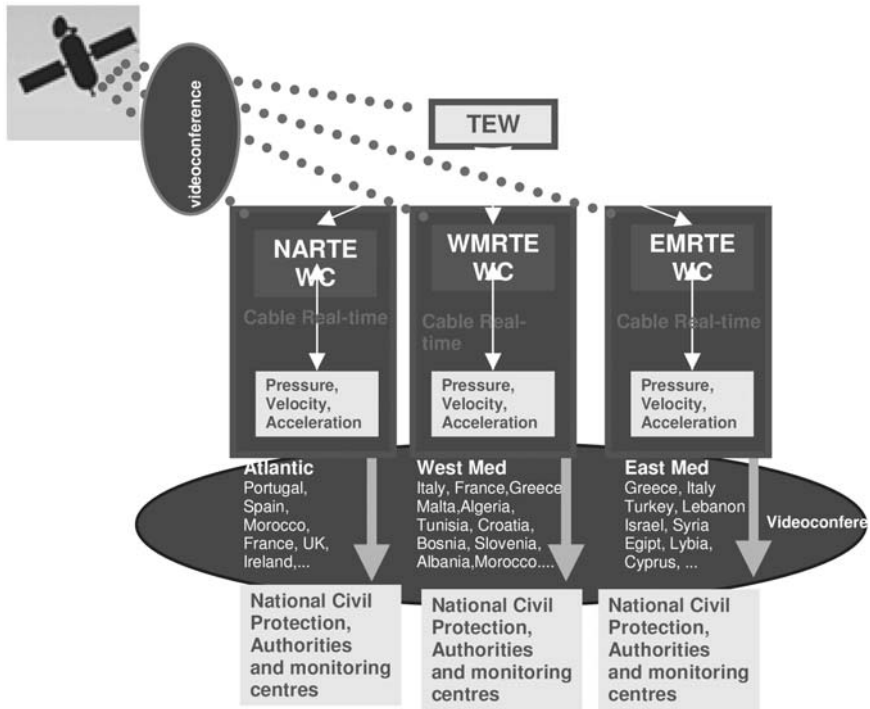 videoconference
TEW
NARTE
WC
Cable Real-time
Pressure,
Velocity,
Acceleration
WMRTE
WC
Cable Real-
time
Pressure,
Velocity,
Acceleration
EMRTE
WC
Cable Real-time
Pressure,
Velocity,
Acceleration
Atlantic
Portugal,
Spain,
Morocco,
France, UK,
Ireland,...
West Med
Italy, France,Greece
Malta,Algeria,
Tunisia, Croatia,
Bosnia, Slovenia,
Albania,Morocco....
East Med
Greece, Italy
Turkey, Lebanon
Israel, Syria
Egipt, Lybia,
Cyprus, ...
Videoconfere
National Civil
Protection,
Authorities
and monitoring
centres
National Civil
Protection,
Authorities
and monitoring
centres
National Civil
Protection,
Authorities
and monitoring
centres